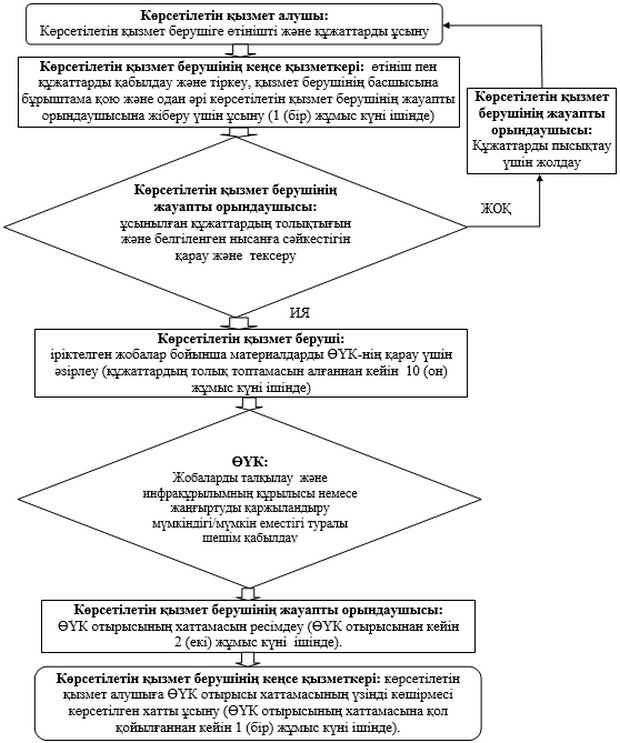 Көрсетілетін қызмет алушы:
Көрсетілетін қызмет берушіге өтінішті және құжаттарды ұсыну
Көрсетілетін қызмет берушінің кеңсе қызметкері: өтініш пен
құжаттарды қабылдау және тіркеу, қызмет берушінің басшысына
бұрыштама қою және одан әрі көрсетілетін қызмет берушінің жауапты
орындаушысына жіберу үшін ұсыну (1 (бір) жұмыс күні ішінде)
Көрсетілетін қызмет
берушінің жауапты
орындаушысы:
Құжаттарды пысықтау
үшін жолдау
Көрсетілетін қызмет берушінің
жауапты орындаушысы:
ұсынылған құжаттардың толықтығын
және белгіленген нысанға сәйкестігін
қарау және тексеру
ЖОҚ
ИЯ
Көрсетілетін қызмет беруші:
іріктелген жобалар бойынша материалдарды ӨҮК-нің қарау үшін
әзірлеу (құжаттардың толық топтамасын алғаннан кейін 10 (он)
жұмыс күні ішінде)
ӨҮК:
Жобаларды талқылау және
инфрақұрылымның құрылысы немесе
жаңғыртуды қаржыландыру
мүмкіндігі/мүмкін еместігі туралы
шешім қабылдау
Көрсетілетін қызмет берушінің жауапты орындаушысы:
ӨҮК отырысының хаттамасын ресімдеу (ӨҮК отырысынан кейін
2 (екі) жұмыс күні ішінде).
Көрсетілетін қызмет берушінің кеңсе қызметкері: көрсетілетін
қызмет алушыға ӨҮК отырысы хаттамасының үзінді көшірмесі
көрсетілген хатты ұсыну (ӨҮК отырысының хаттамасына қол
қойылғаннан кейін 1 (бір) жұмыс күні ішінде).